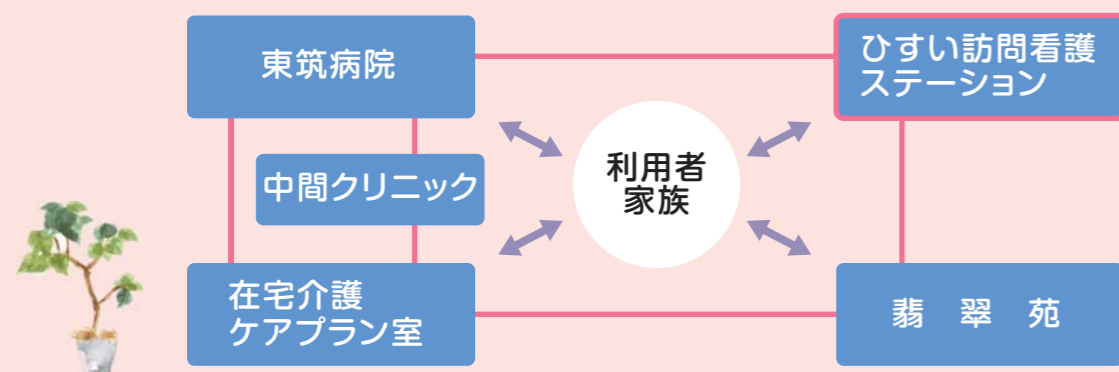 東筑病院
ひすい訪問看護
ステーション
中間クリニック
利用者
家族
在宅介護
ケアプラン室
翡 翠 苑